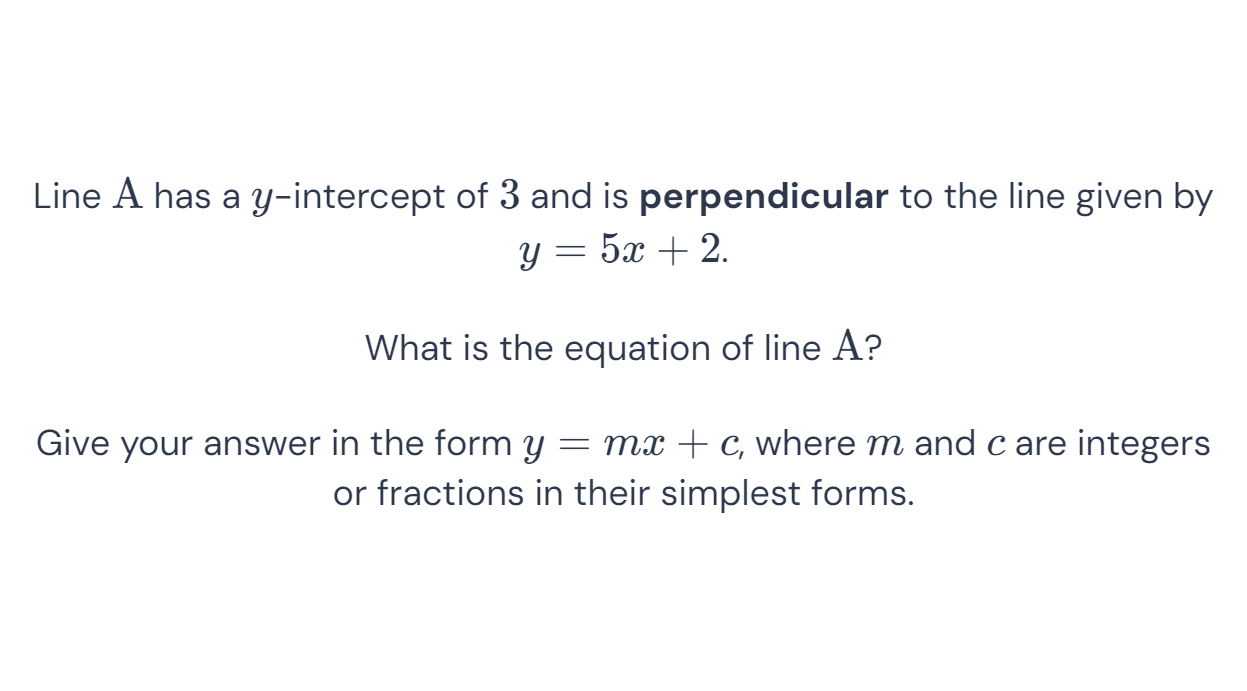 Line A has a y-intercept of 3 and is perpendicular to the line given by
y = 5x + 2.
What is the equation of line A?
Give your answer in the form y = mx + c, where m and c are integers
or fractions in their simplest forms.